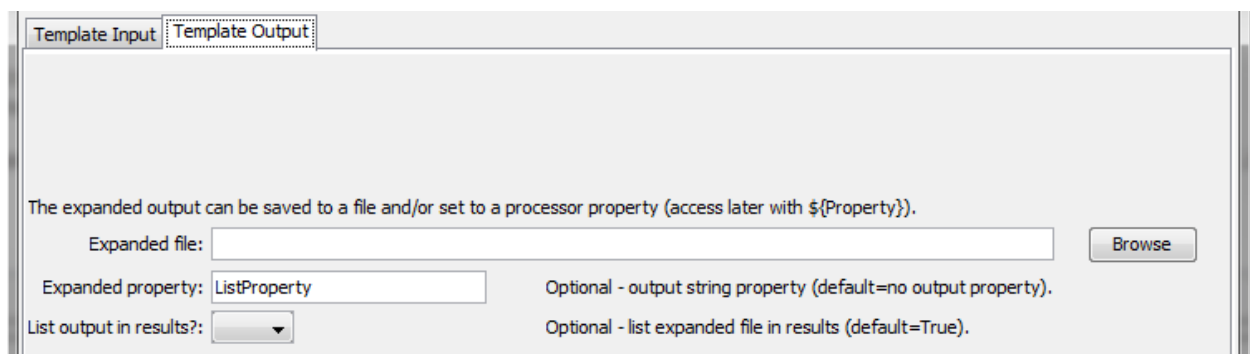 Template Input Template Output
The expanded output can be saved to a file and/or set to a processor property (access later with ${Property}).
Expanded file: Browse
Expanded property: ListProperty Optional - output string property (default=no output property).
List output in results?: Optional - list expanded file in results (default=True).